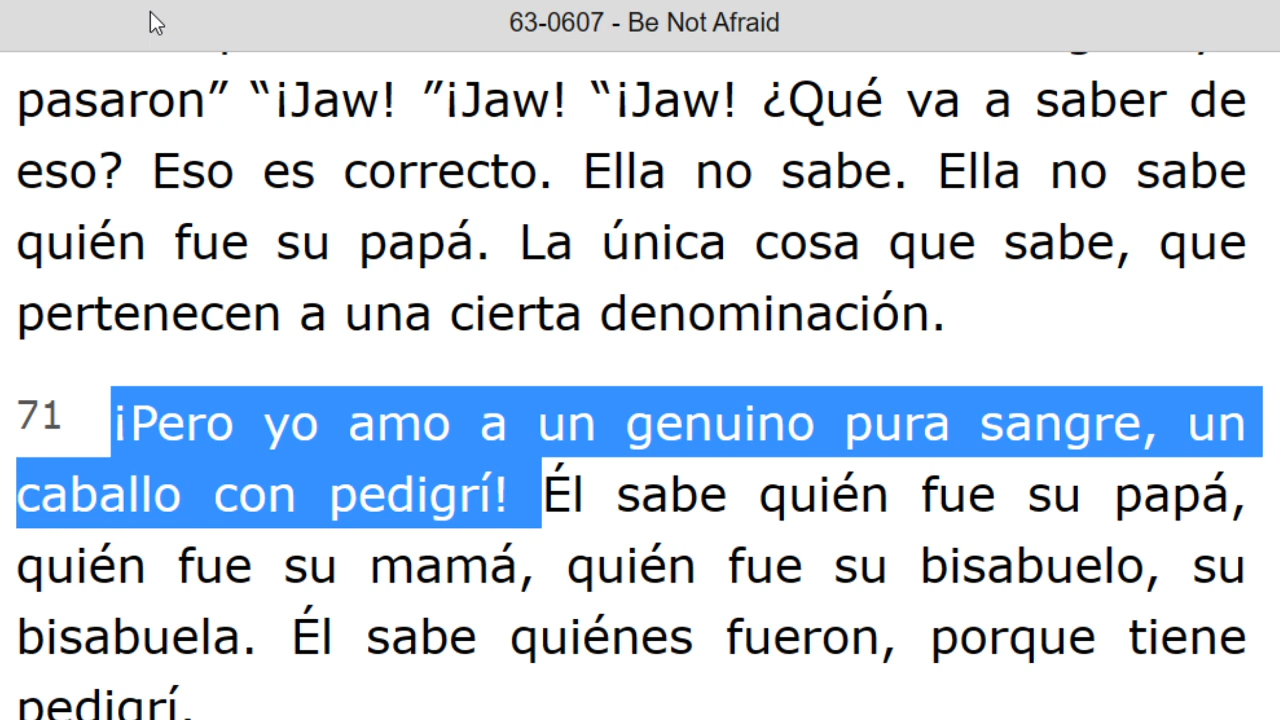 63-0607 - Be Not Afraid
pasaron” “¡Jaw! ”¡Jaw! “¡Jaw! ¿Qué va a saber de
eso? Eso es correcto. Ella no sabe. Ella no sabe
quién fue su papá. La única cosa que sabe, que
pertenecen a una cierta denominación.
71 ¡Pero yo amo a un genuino pura sangre, un
caballo con pedigrí! Él sabe quién fue su papá,
quién fue su mamá, quién fue su bisabuelo, su
bisabuela. Él sabe quiénes fueron, porque tiene
pedigrí.